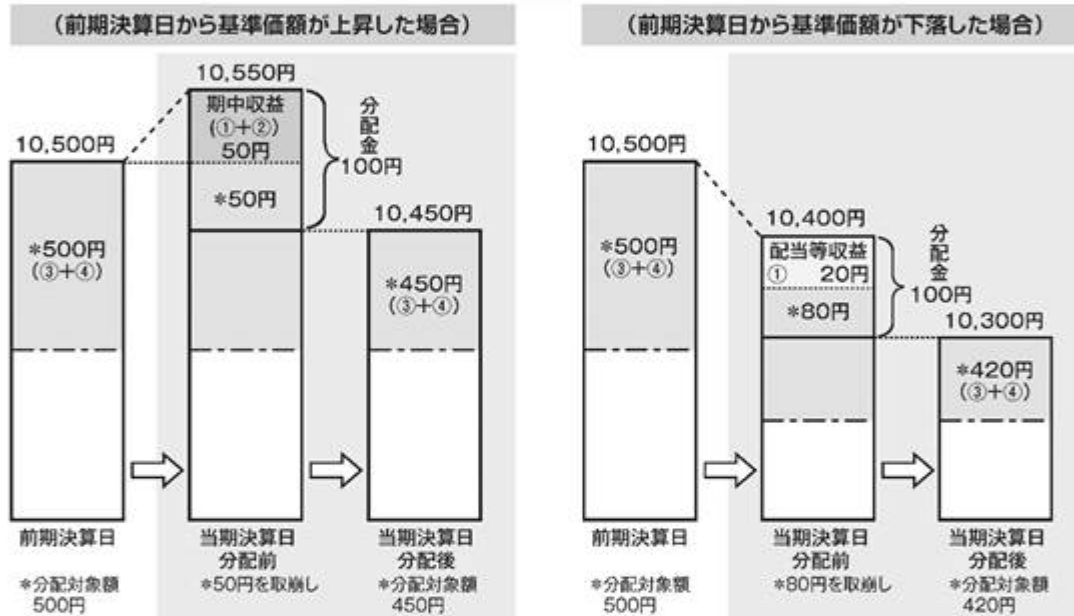 (前期決算日から基準価額が上昇した場合)
10,550円
期中収益
(①+②)
50円
*50円
分配金
100円
10,500円
*500円
(③+④)
10,450円
*450円
(③+④)
前期決算日
当期決算日
分配前
当期決算日
分配後
*分配対象額
500円
*50円を取崩し
*分配対象額
450円
(前期決算日から基準価額が下落した場合)
10,500円
*500円
(③+④)
10,400円
配当等収益
① 20円
*80円
分配金
100円
10,300円
*420円
(③+④)
前期決算日
当期決算日
分配前
当期決算日
分配後
*分配対象額
500円
*80円を取崩し
*分配対象額
420円